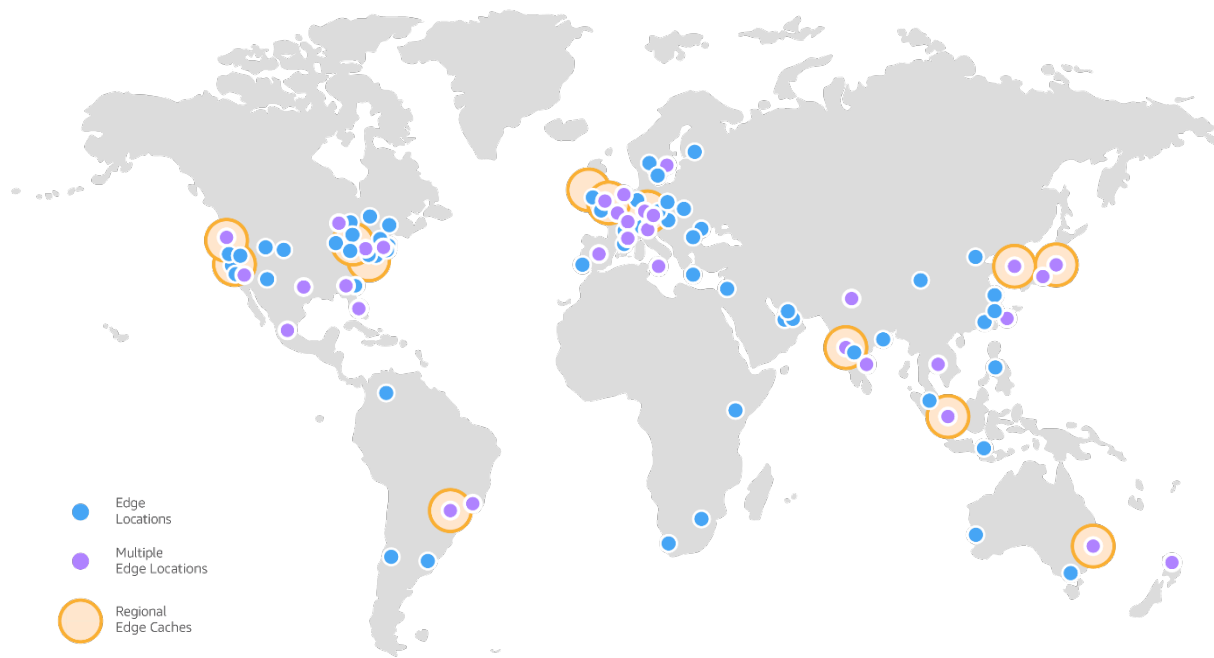 Edge
Locations
Multiple
Edge Locations
Regional
Edge Caches